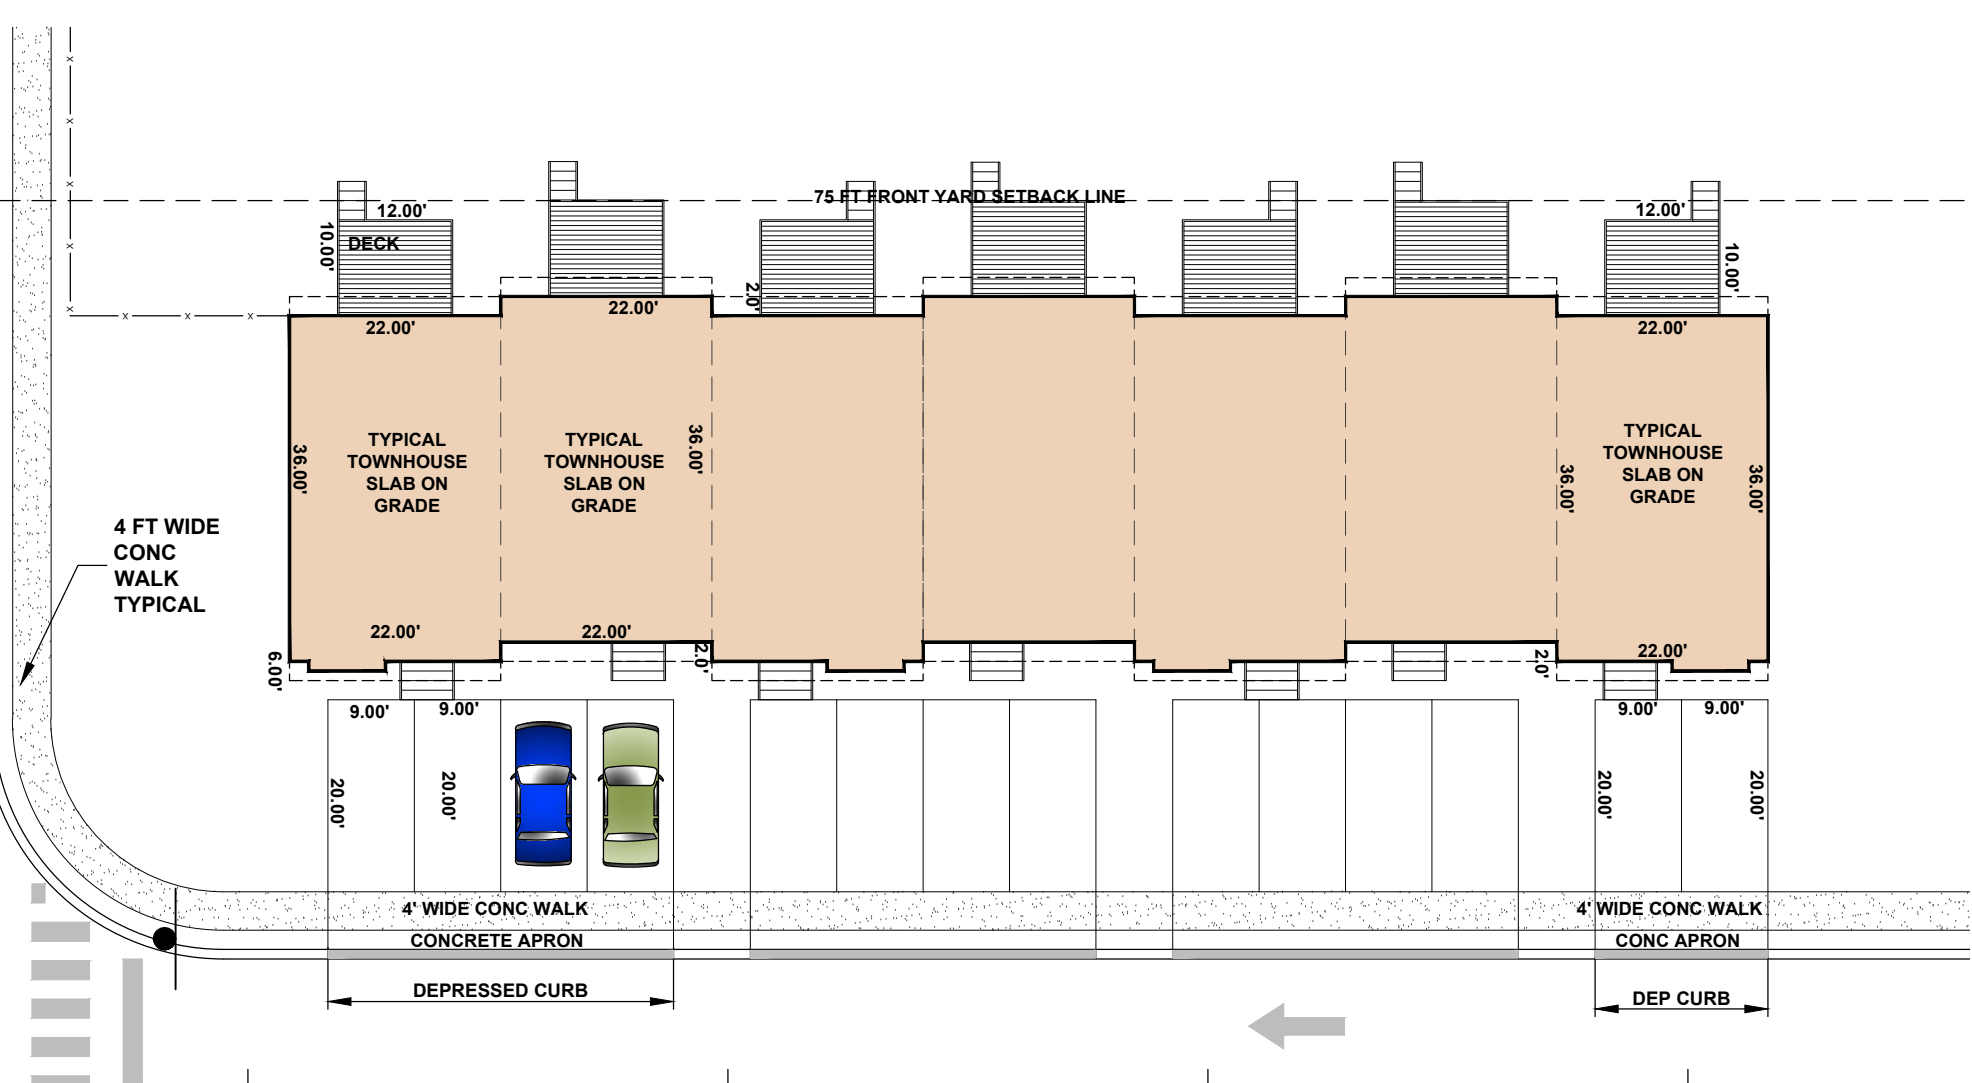 75 FT FRONT YARD SETBACK LINE
12.00'
12.00'
10.00'
DECK
10.00'
2.0'
22.00'
22.00'
22.00'
TYPICAL
TOWNHOUSE
SLAB ON
GRADE
TYPICAL
TOWNHOUSE
SLAB ON
GRADE
TYPICAL
TOWNHOUSE
SLAB ON
GRADE
36.00'
36.00'
36.00'
36.00'
4 FT WIDE
CONC
WALK
TYPICAL
22.00'
22.00'
22.00'
6.00'
2.0'
2.0'
9.00'
9.00'
9.00'
9.00'
20.00'
20.00'
20.00'
20.00'
4' WIDE CONC WALK
4' WIDE CONC WALK
CONCRETE APRON
CONC APRON
DEPRESSED CURB
DEP CURB